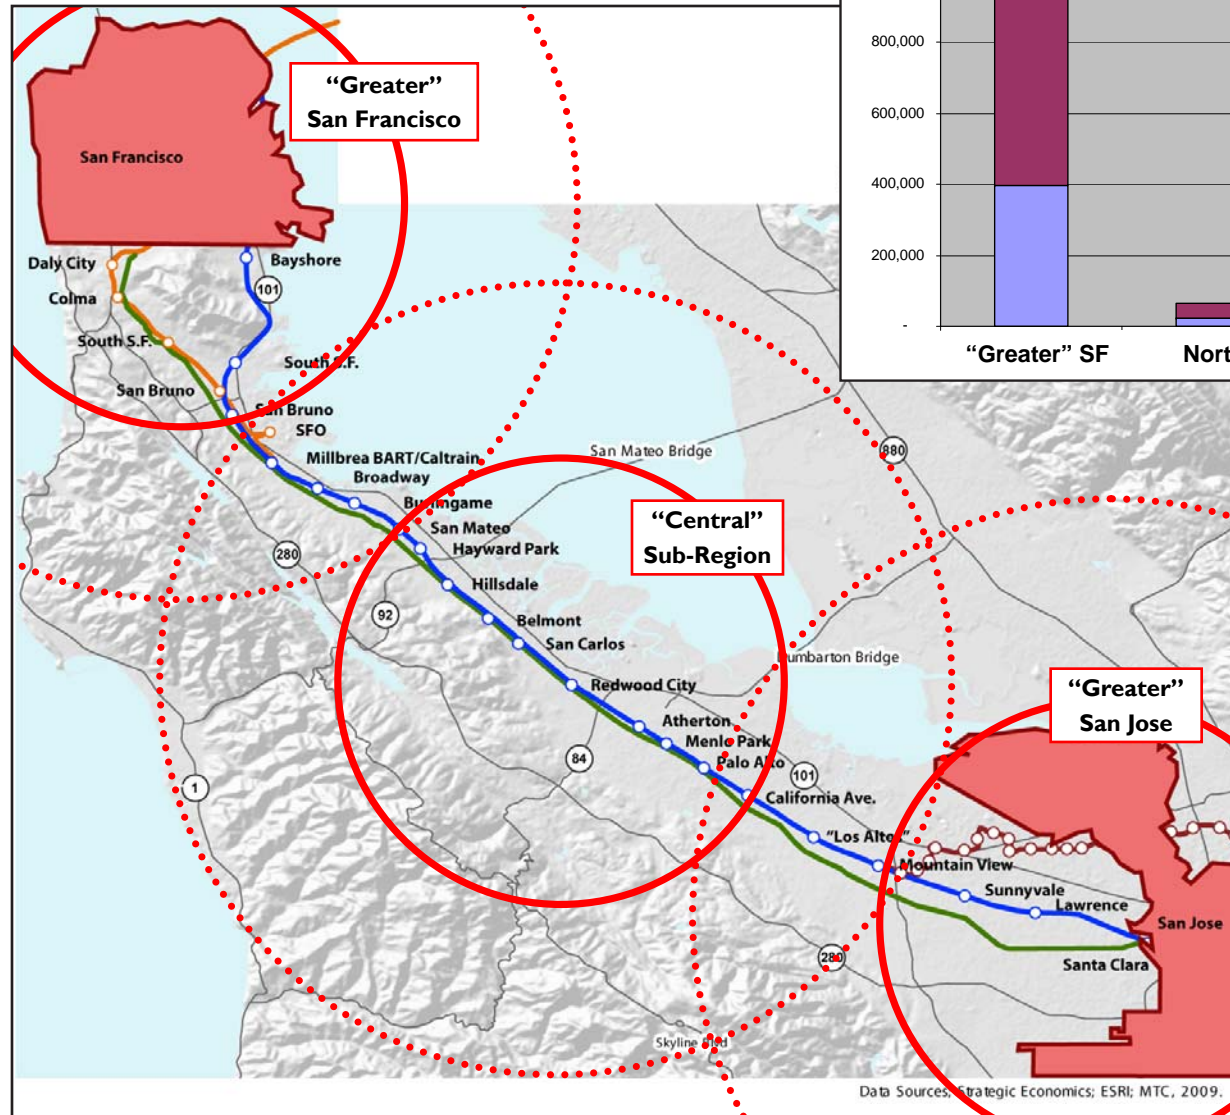 “Greater”
San Francisco
San Francisco
Daly City
Bayshore
101
Colma
South S.F.
South S.F.
San Bruno
San Bruno
SFO
Millbrea BART/Caltrain
Broadway
Burlingame
San Mateo
Hayward Park
Hillsdale
Belmont
San Carlos
Redwood City
Atherton
Menlo Park
Palo Alto
California Ave.
“Los Altos”
Mountain View
Sunnyvale
Lawrence
San Jose
Santa Clara
San Mateo Bridge
880
“Central”
Sub-Region
280
92
Dumbarton Bridge
“Greater”
San Jose
84
101
1
280
Skyline Blvd
800,000
600,000
400,000
200,000
-
“Greater” SF
Nort
Data Sources; Strategic Economics; ESRI; MTC, 2009,